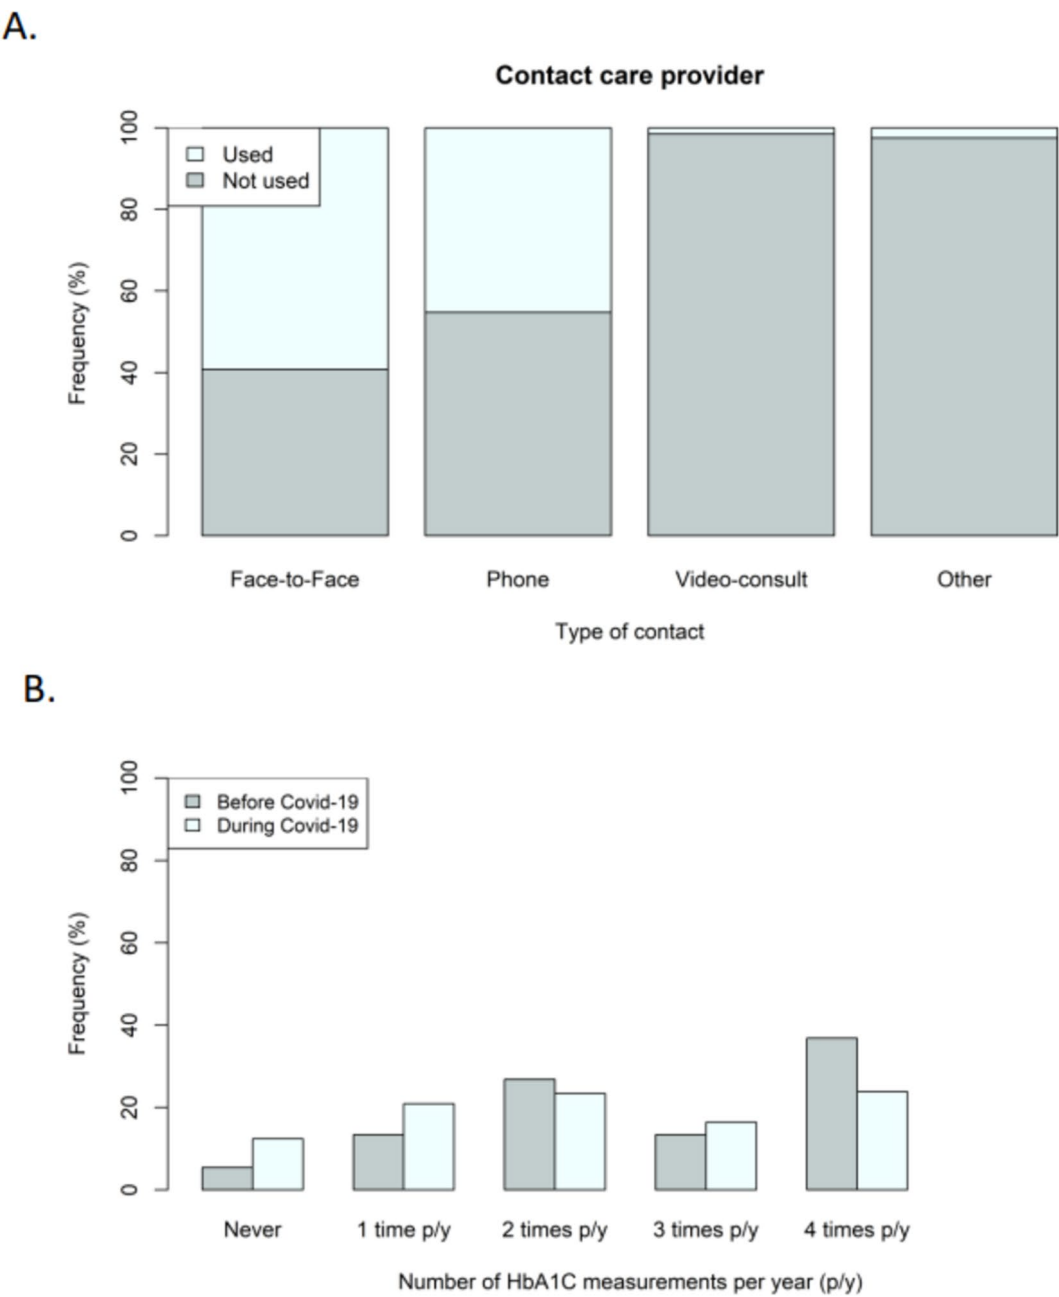 A.
Contact care provider
100
80
60
40
20
0
Frequency (%)
Used
Not used
Face-to-Face Phone Video-consult Other
Type of contact
B.
100
80
60
40
20
0
Frequency (%)
Before Covid-19
During Covid-19
Never 1 time p/y 2 times p/y 3 times p/y 4 times p/y
Number of HbA1C measurements per year (p/y)